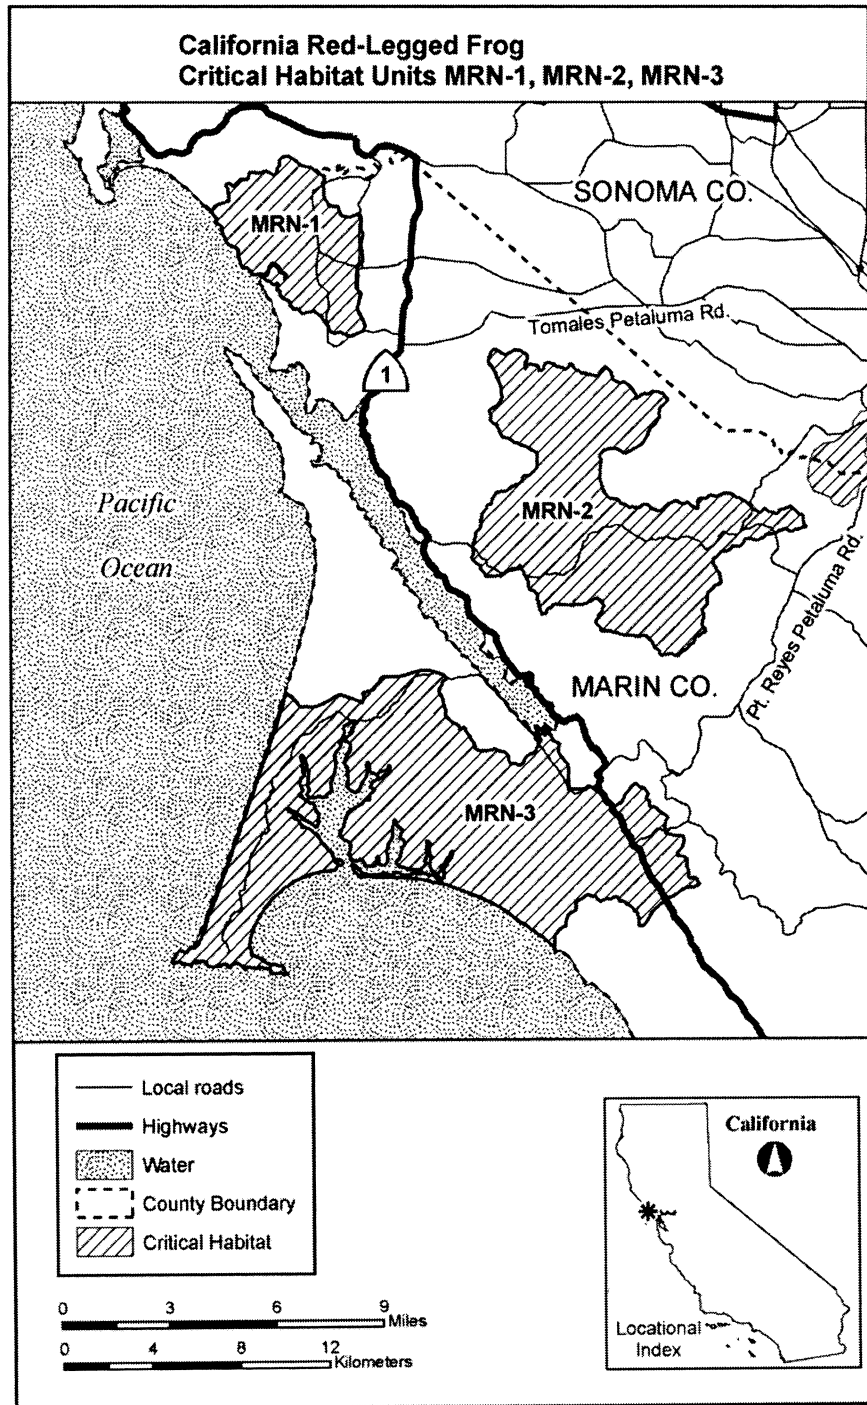 California Red-Legged Frog
Critical Habitat Units MRN-1, MRN-2, MRN-3
SONOMA CO.
MRN-1
Tomales Petaluma Rd.
1
Pacific
Ocean
MRN-2
Pt. Reyes Petaluma Rd.
MARIN CO.
MRN-3
Local roads
Highways
Water
County Boundary
Critical Habitat
0 3 6 9 Miles
0 4 8 12 Kilometers
California
Locational
Index